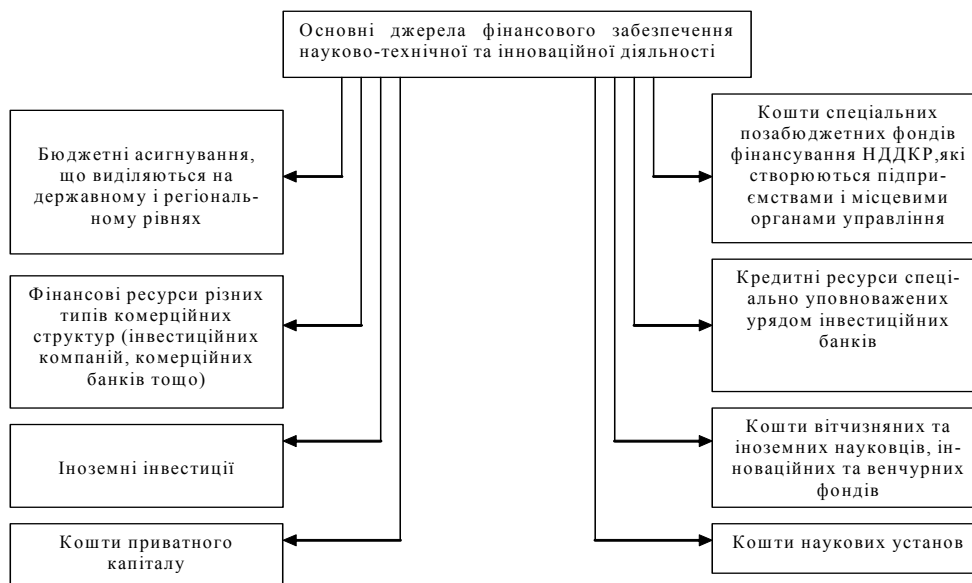 Основні джерела фінансового забезпечення
науково-технічної та інноваційної діяльності
Бюджетні асигнування,
що виділяються на
державному і регіональ-
ному рівнях
Фінансові ресурси різних
типів комерційних
структур (інвестиційних
компаній, комерційних
банків тощо)
Іноземні інвестиції
Кошти приватного
капіталу
Кошти спеціальних
позабюджетних фондів
фінансування НДДКР,які
створюються підпри-
ємствами і місцевими
органами управління
Кредитні ресурси спеці-
ально уповноважених
урядом інвестиційних
банків
Кошти вітчизняних та
іноземних науковців, ін-
новаційних та венчурних
фондів
Кошти наукових установ